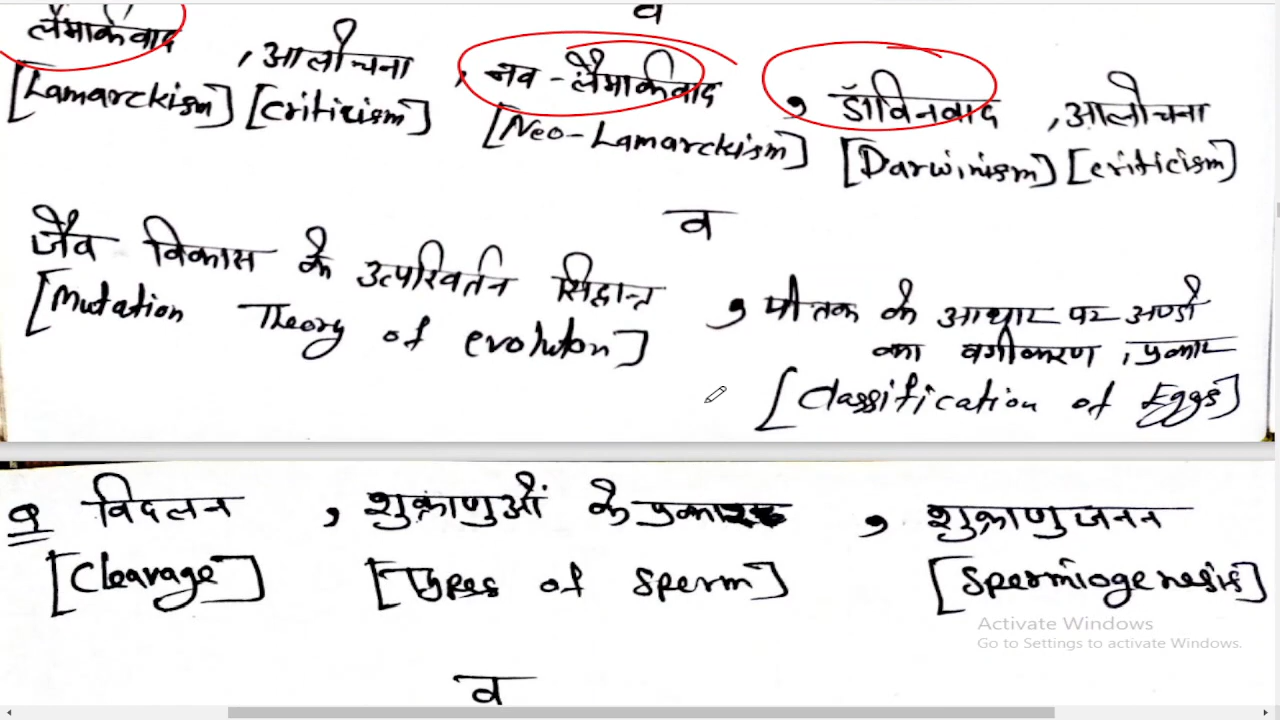 व
लैमार्कवाद , आलोचना , नव-लैमार्कवाद , डॉर्विनवाद , आलोचना
[Lamarckism] [criticism] [Neo-Lamarckism] [Darwinism] [criticism]
व
जैव विकास के उत्परिवर्तन सिद्धान्त
[Mutation Theory of evolution]
, पीतक के आधार पर अण्डो
का वर्गीकरण , प्रकार
[Classification of Eggs]
व विदलन , शुक्राणुओं के प्रकार , शुक्राणुजनन
[Cleavage] [Types of Sperm] [Spermiogenesis]
Activate Windows
Go to Settings to activate Windows.
व